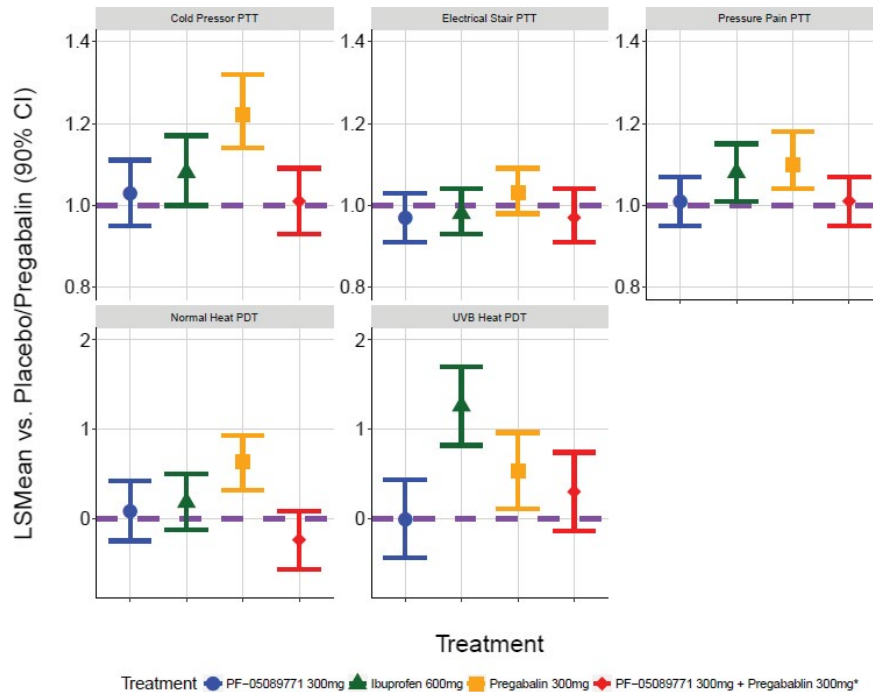 Cold Pressor PTT
Electrical Stair PTT
Pressure Pain PTT
1.4
1.2
1.0
0.8
1.4
1.2
1.0
0.8
1.4
1.2
1.0
0.8
LSMean vs. Placebo/Pregabalin (90% CI)
Normal Heat PDT
UVB Heat PDT
2
1
0
2
1
0
Treatment
Treatment PF−05089771 300mg Ibuprofen 600mg Pregabalin 300mg PF−05089771 300mg + Pregabablin 300mg*